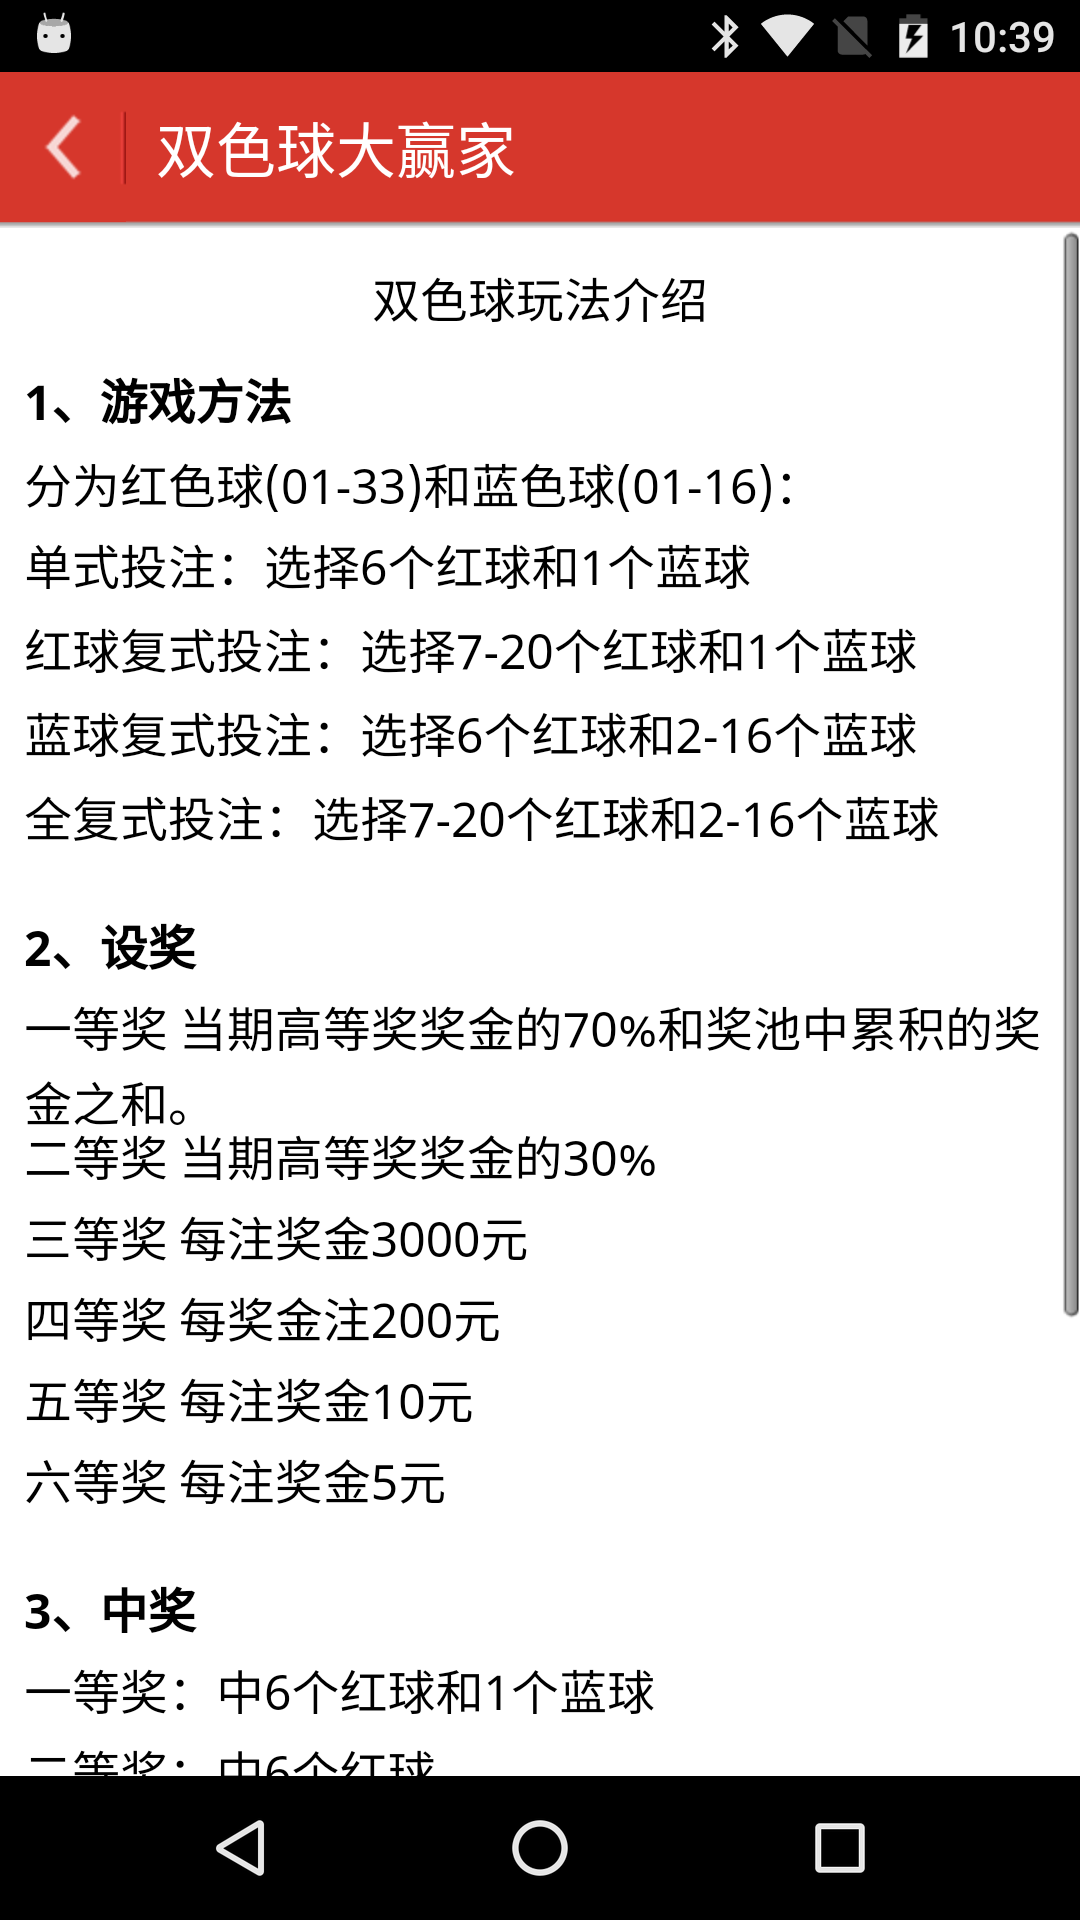 10:39
双色球大赢家
双色球玩法介绍
1、游戏方法
分为红色球(01-33)和蓝色球(01-16)：
单式投注：选择6个红球和1个蓝球
红球复式投注：选择7-20个红球和1个蓝球
蓝球复式投注：选择6个红球和2-16个蓝球
全复式投注：选择7-20个红球和2-16个蓝球
2、设奖
一等奖 当期高等奖奖金的70%和奖池中累积的奖
金之和。
二等奖 当期高等奖奖金的30%
三等奖 每注奖金3000元
四等奖 每奖金注200元
五等奖 每注奖金10元
六等奖 每注奖金5元
3、中奖
一等奖：中6个红球和1个蓝球
二等奖：中6个红球